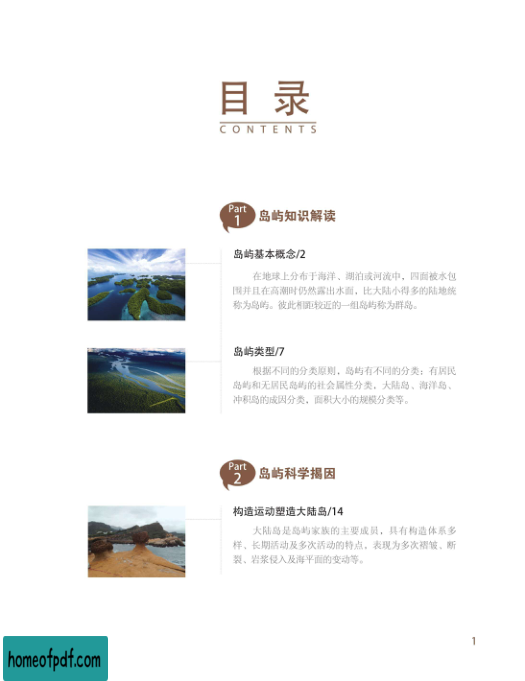 目 录
CONTENTS
Part
1
岛屿知识解读
岛屿基本概念/2
在地球上分布于海洋、湖泊或河流中，四面被水包
围并且在高潮时仍然露出水面，比大陆小得多的陆地统
称为岛屿。彼此相距较近的一组岛屿称为群岛。
岛屿类型/7
根据不同的分类原则，岛屿有不同的分类：有居民
岛屿和无居民岛屿的社会属性分类，大陆岛、海洋岛、
冲积岛的成因分类，面积大小的规模分类等。
Part
2
岛屿科学揭因
构造运动塑造大陆岛/14
大陆岛是岛屿家族的主要成员，具有构造体系多
样、长期活动及多次活动的特点，表现为多次褶皱、断
裂、岩浆侵入及海平面的变动等。
1
homeofpdf.com